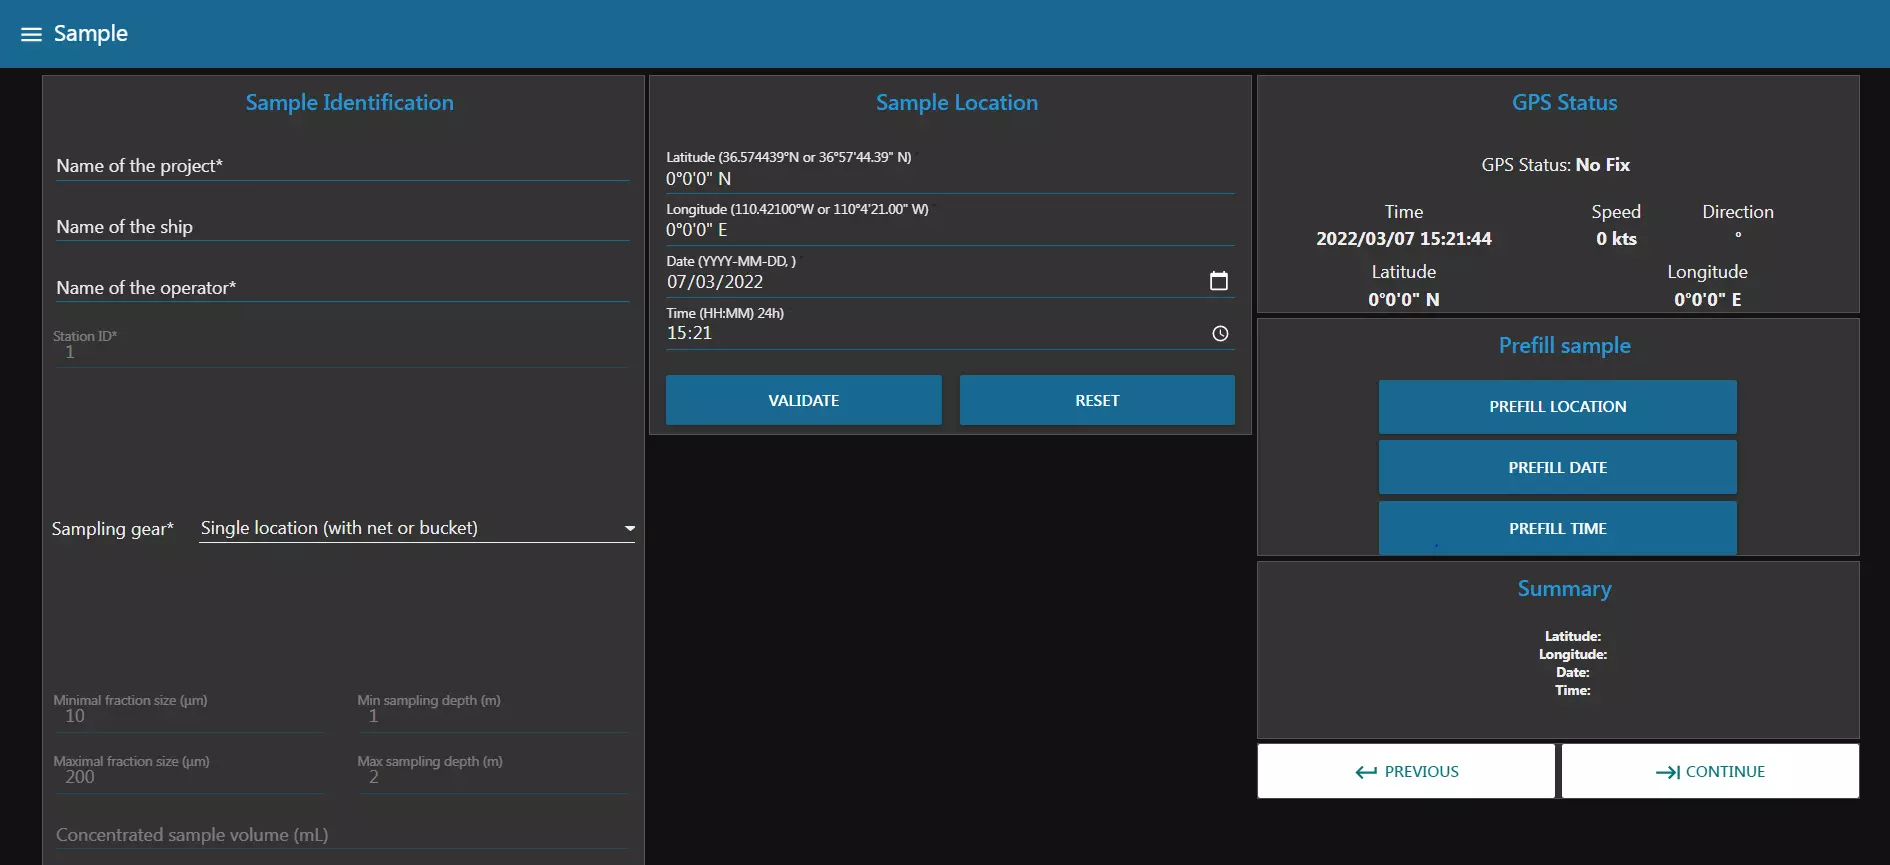 Sample
Sample Identification
Name of the project*
Name of the ship
Name of the operator*
Station ID*
1
Sampling gear* Single location (with net or bucket)
Minimal fraction size (µm) Min sampling depth (m)
10 1
Maximal fraction size (µm) Max sampling depth (m)
200 2
Concentrated sample volume (mL)
Sample Location
Latitude (36.574439°N or 36°57'44.39" N)
0°0'0" N
Longitude (110.42100°W or 110°4'21.00" W)
0°0'0" E
Date (YYYY-MM-DD, )
07/03/2022
Time (HH:MM) 24h)
15:21
VALIDATE RESET
GPS Status
GPS Status: No Fix
Time Speed Direction
2022/03/07 15:21:44 0 kts °
Latitude Longitude
0°0'0" N 0°0'0" E
Prefill sample
PREFILL LOCATION
PREFILL DATE
PREFILL TIME
Summary
Latitude:
Longitude:
Date:
Time:
PREVIOUS CONTINUE